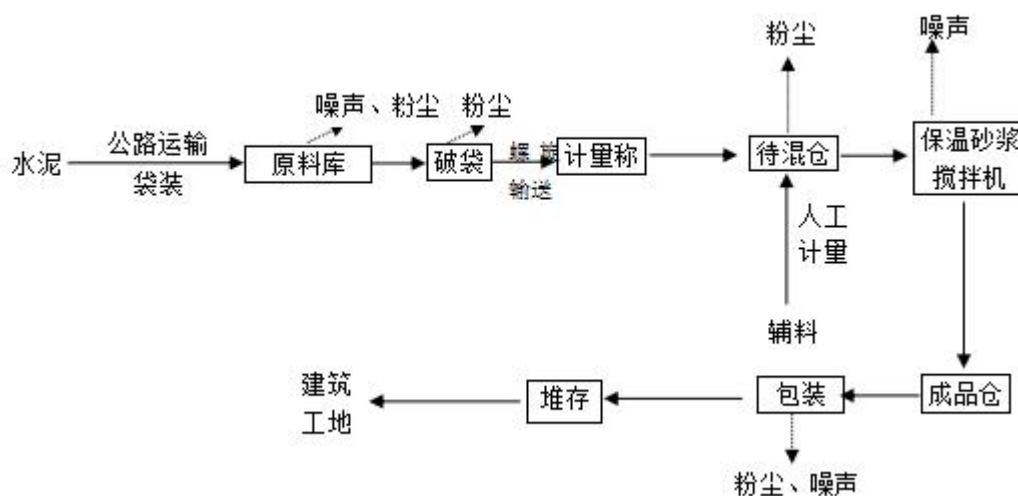 粉尘
噪声
噪声、粉尘
粉尘
水泥
公路运输
袋装
原料库
破袋
螺旋
输送
计量称
待混仓
保温砂浆
搅拌机
人工
计量
辅料
建筑
工地
堆存
包装
成品仓
粉尘、噪声